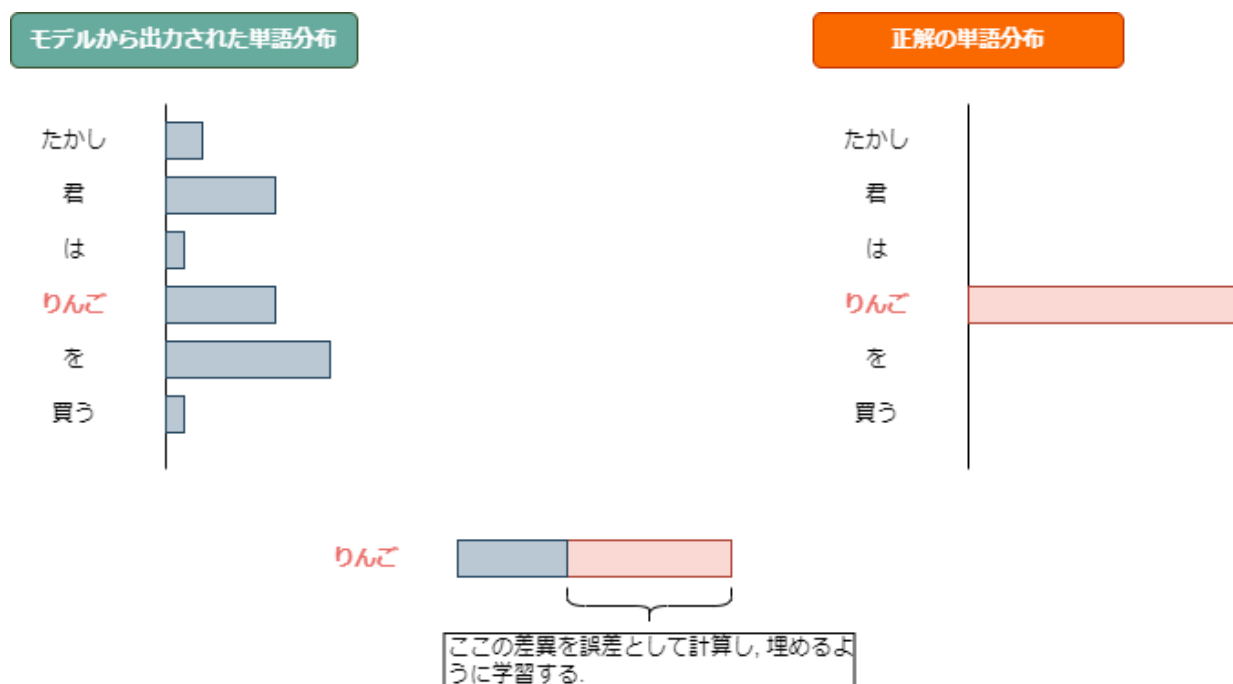 モデルから出力された単語分布
正解の単語分布
たかし
君
は
りんご
を
買う
たかし
君
は
りんご
を
買う
りんご
ここの差異を誤差として計算し, 埋めるよ
うに学習する.